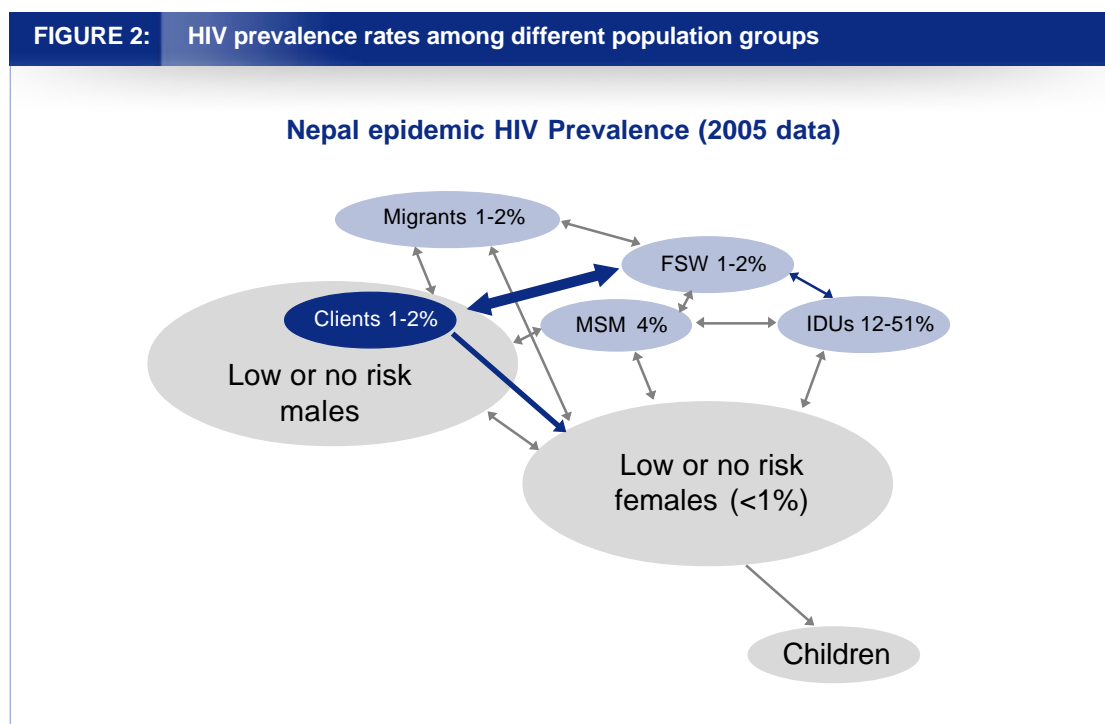 FIGURE 2: HIV prevalence rates among different population groups
Nepal epidemic HIV Prevalence (2005 data)
Migrants 1-2%
FSW 1-2%
Clients 1-2%
MSM 4%
IDUs 12-51%
Low or no risk
males
Low or no risk
females (<1%)
Children